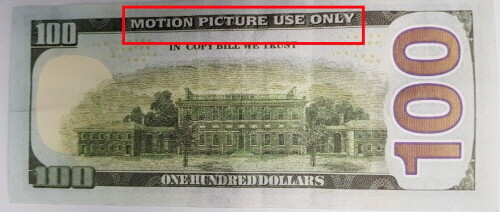 MOTION PICTURE USE ONLY
100
IN COPY BILL WE TRUST
100
100
ONE HUNDRED DOLLARS